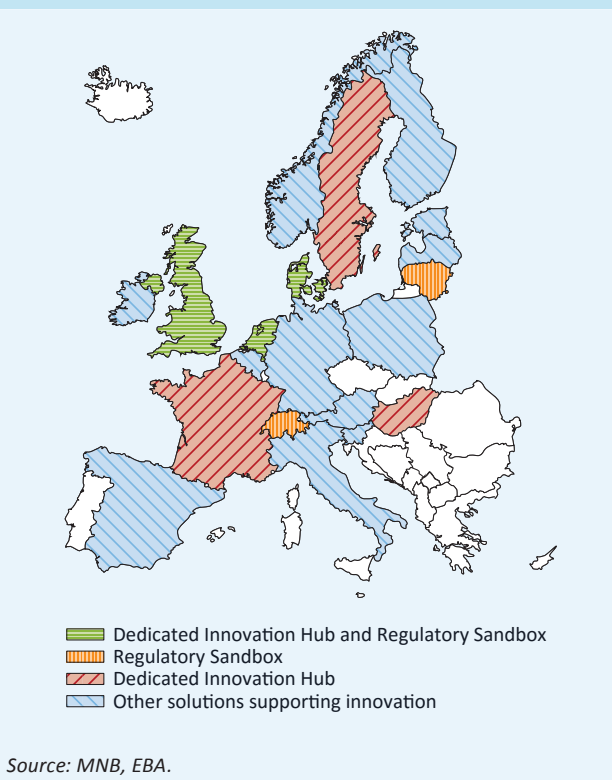 Dedicated Innovation Hub and Regulatory Sandbox
Regulatory Sandbox
Dedicated Innovation Hub
Other solutions supporting innovation
Source: MNB, EBA.